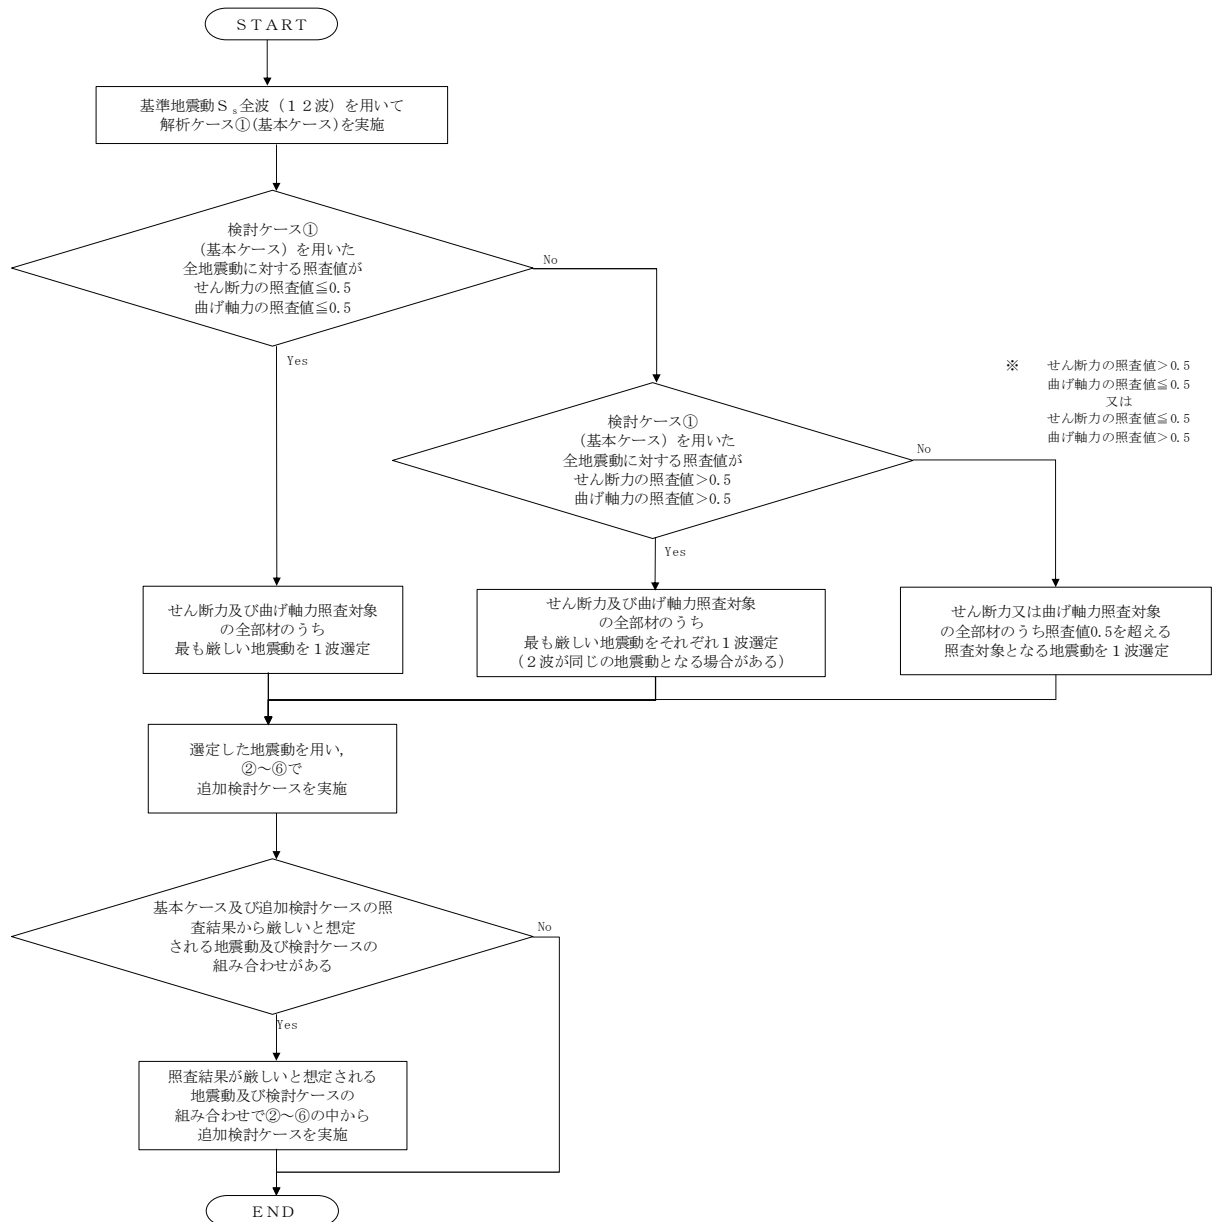 ＳＴＡＲＴ
基準地震動Ｓｓ全波（１２波）を用いて
解析ケース①(基本ケース)を実施
検討ケース①
（基本ケース）を用いた
全地震動に対する照査値が
せん断力の照査値≦0.5
曲げ軸力の照査値≦0.5
No
Yes
※　せん断力の照査値＞0.5
曲げ軸力の照査値≦0.5
又は
せん断力の照査値≦0.5
曲げ軸力の照査値＞0.5
検討ケース①
（基本ケース）を用いた
全地震動に対する照査値が
せん断力の照査値>0.5
曲げ軸力の照査値>0.5
No
Yes
せん断力及び曲げ軸力照査対象
の全部材のうち
最も厳しい地震動を１波選定
せん断力及び曲げ軸力照査対象
の全部材のうち
最も厳しい地震動をそれぞれ１波選定
（２波が同じの地震動となる場合がある）
せん断力又は曲げ軸力照査対象
の全部材のうち照査値0.5を超える
照査対象となる地震動を１波選定
選定した地震動を用い，
②～⑥で
追加検討ケースを実施
基本ケース及び追加検討ケースの照
査結果から厳しいと想定
される地震動及び検討ケースの
組み合わせがある
No
Yes
照査結果が厳しいと想定される
地震動及び検討ケースの
組み合わせで②～⑥の中から
追加検討ケースを実施
ＥＮＤ